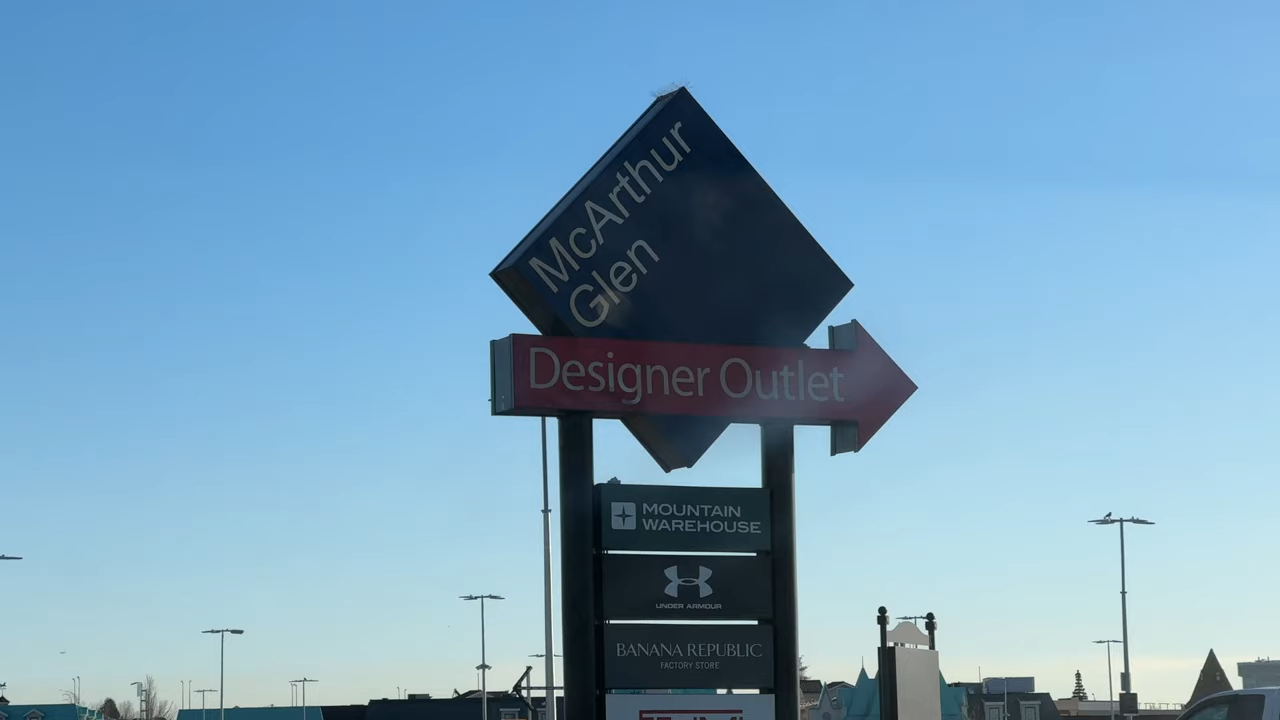 McArthur
Glen
Designer Outlet
MOUNTAIN
WAREHOUSE
UNDER ARMOUR
BANANA REPUBLIC
FACTORY STORE